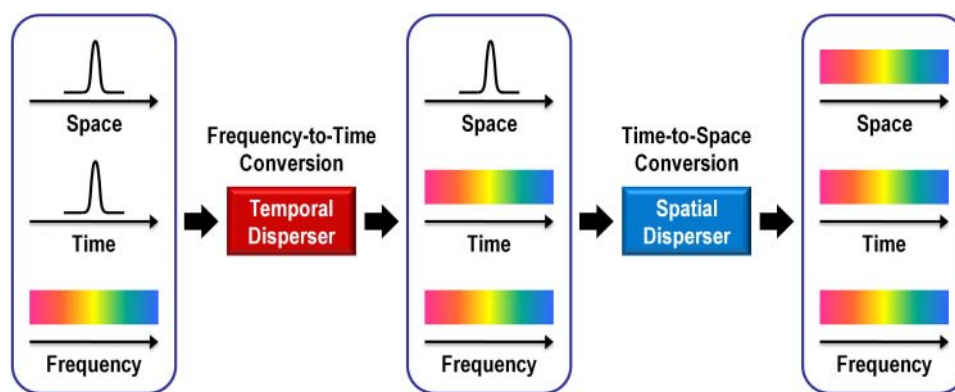 Space
Time
Frequency
Frequency-to-Time
Conversion
Temporal
Disperser
Space
Time
Frequency
Time-to-Space
Conversion
Spatial
Disperser
Space
Time
Frequency